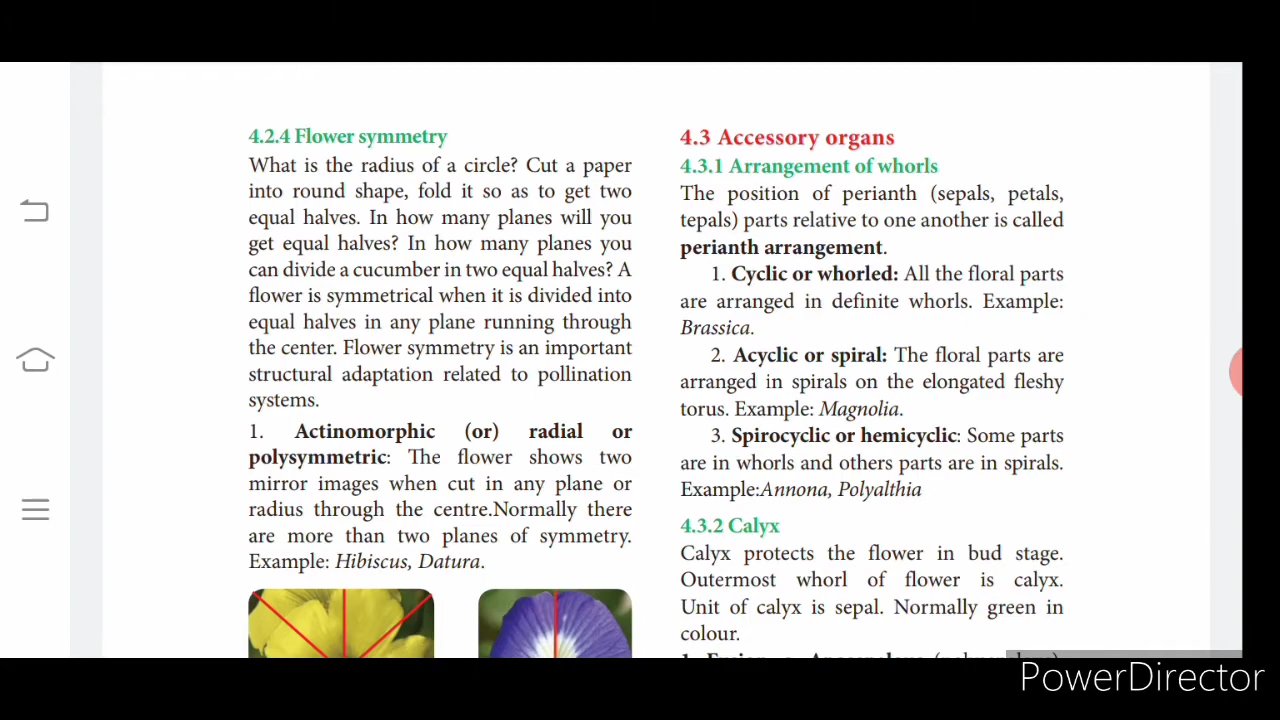 4.2.4 Flower symmetry
What is the radius of a circle? Cut a paper
into round shape, fold it so as to get two
equal halves. In how many planes will you
get equal halves? In how many planes you
can divide a cucumber in two equal halves? A
flower is symmetrical when it is divided into
equal halves in any plane running through
the center. Flower symmetry is an important
structural adaptation related to pollination
systems.
1. Actinomorphic (or) radial or
polysymmetric: The flower shows two
mirror images when cut in any plane or
radius through the centre.Normally there
are more than two planes of symmetry.
Example: Hibiscus, Datura.
4.3 Accessory organs
4.3.1 Arrangement of whorls
The position of perianth (sepals, petals,
tepals) parts relative to one another is called
perianth arrangement.
1. Cyclic or whorled: All the floral parts
are arranged in definite whorls. Example:
Brassica.
2. Acyclic or spiral: The floral parts are
arranged in spirals on the elongated fleshy
torus. Example: Magnolia.
3. Spirocyclic or hemicyclic: Some parts
are in whorls and others parts are in spirals.
Example:Annona, Polyalthia
4.3.2 Calyx
Calyx protects the flower in bud stage.
Outermost whorl of flower is calyx.
Unit of calyx is sepal. Normally green in
colour.
PowerDirector